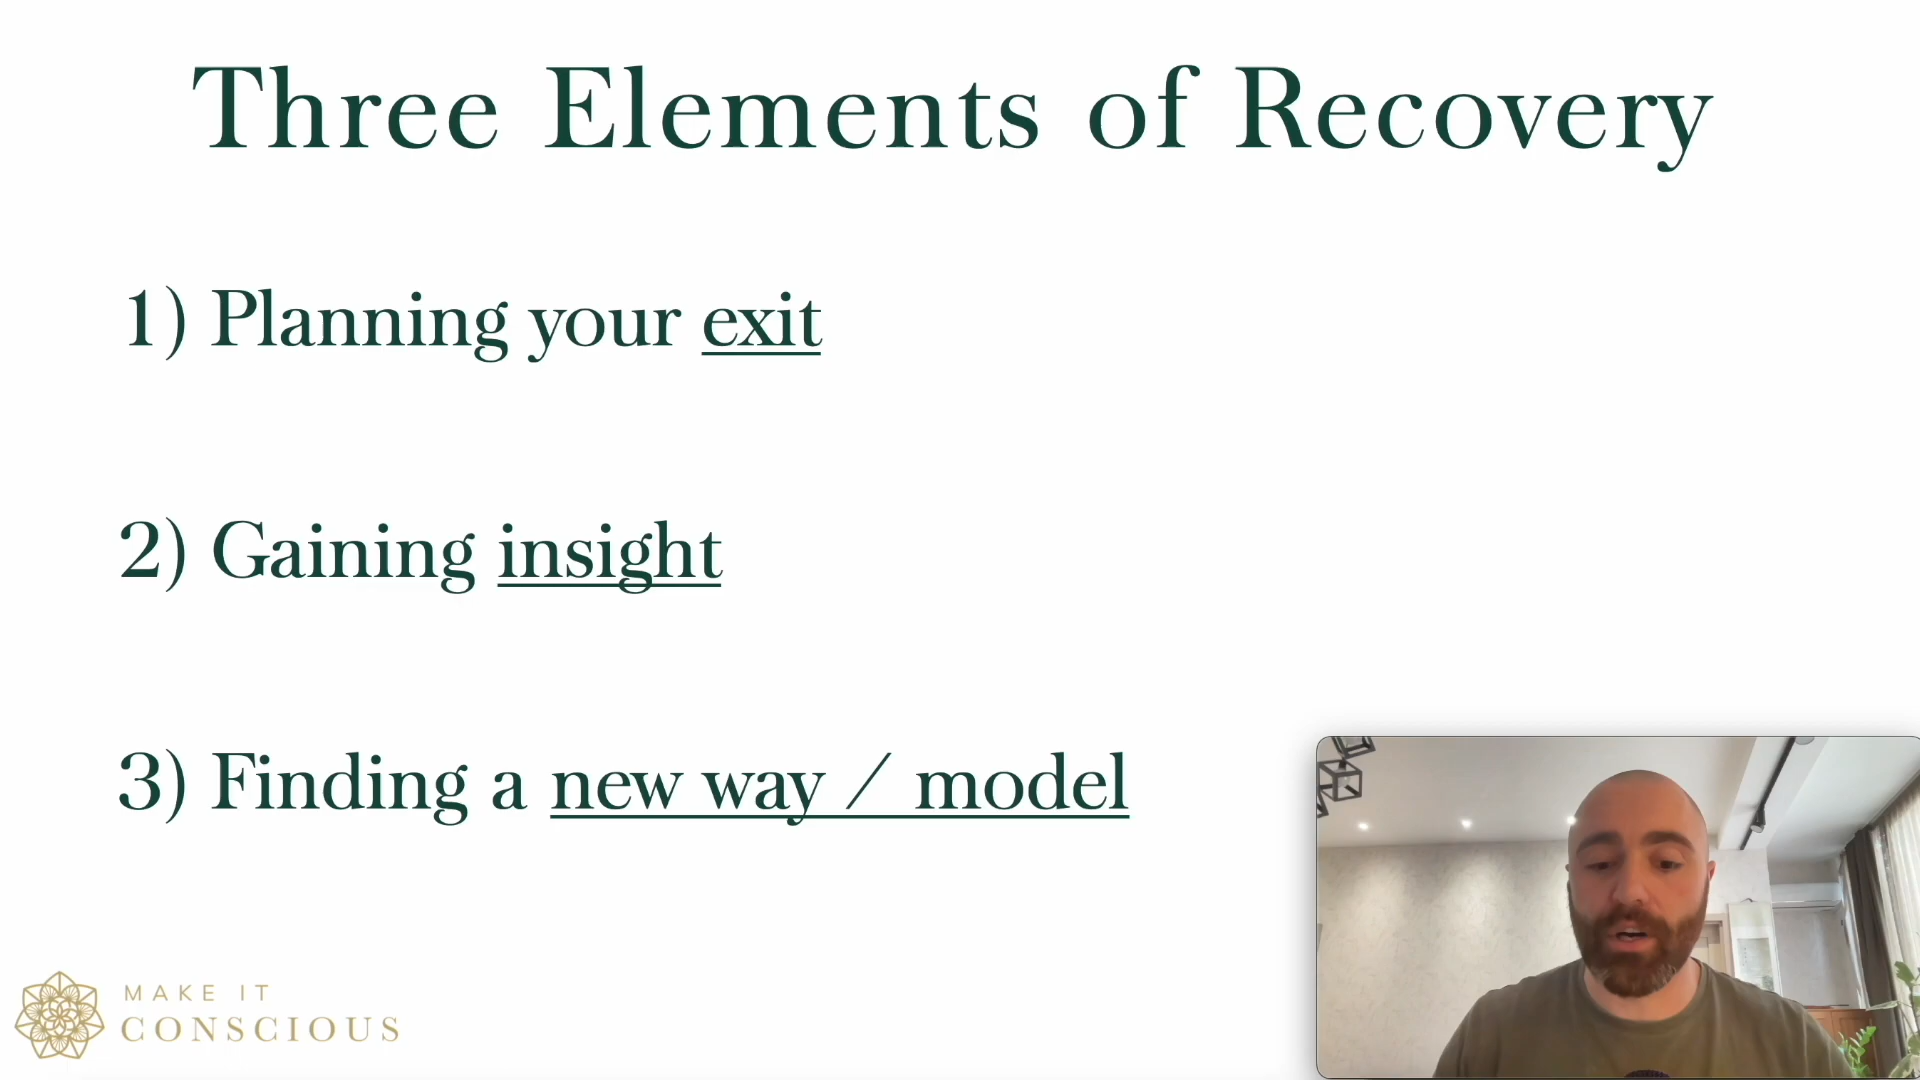 Three Elements of Recovery
1) Planning your exit
2) Gaining insight
3) Finding a new way / model
MAKE IT
CONSCIOUS